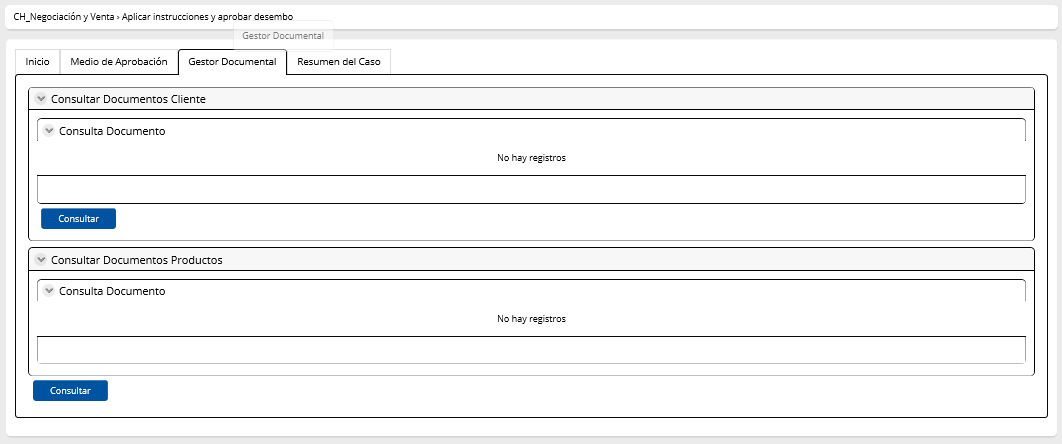 CH_Negociación y Venta › Aplicar instrucciones y aprobar desembo
Gestor Documental
Inicio
Medio de Aprobación
Gestor Documental
Resumen del Caso
Consultar Documentos Cliente
Consulta Documento
No hay registros
Consultar
Consultar Documentos Productos
Consulta Documento
No hay registros
Consultar